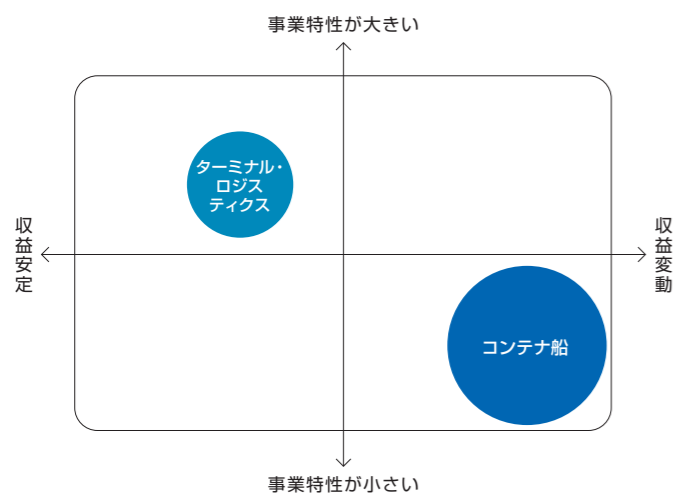 事業特性が大きい
ターミナル・
ロジス
ティクス
収益安定
収益変動
コンテナ船
事業特性が小さい